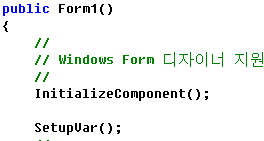 public Form1()
{
//
// Windows Form 디자이너 지원
//
InitializeComponent();
SetupVar();
//